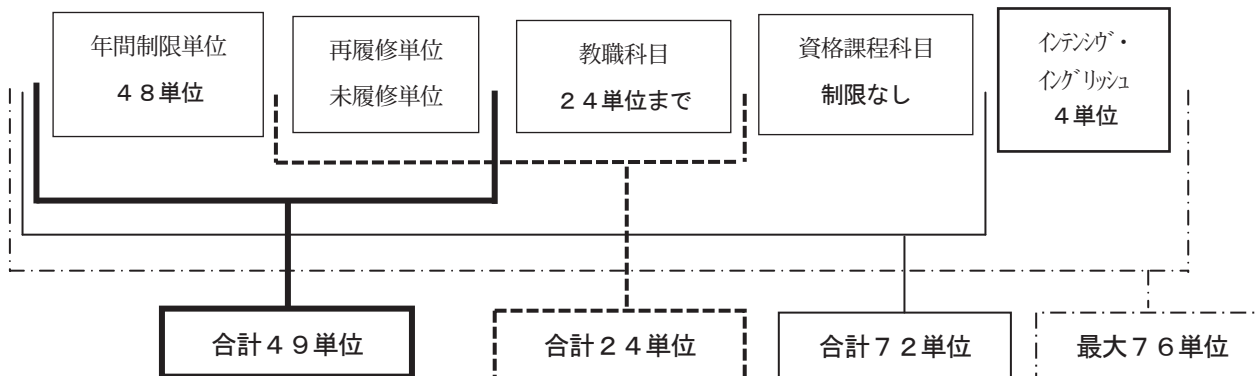 年間制限単位
４８単位
再履修単位
未履修単位
教職科目
２４単位まで
資格課程科目
制限なし
ｲﾝﾃﾝｼｳﾞ・
ｲﾝｸﾞﾘｯｼｭ
４単位
合計４９単位
合計２４単位
合計７２単位
最大７６単位